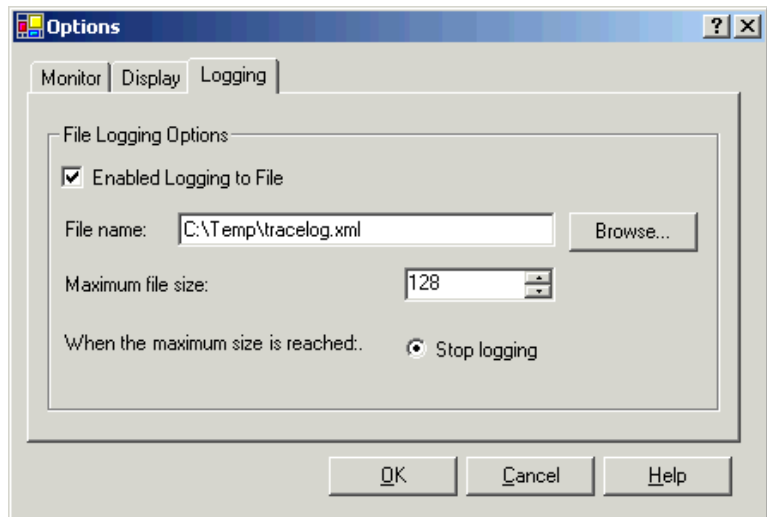 Options
Monitor Display Logging
File Logging Options
Enabled Logging to File
File name: C:\Temp\tracelog.xml Browse...
Maximum file size: 128
When the maximum size is reached:. Stop logging
OK Cancel Help